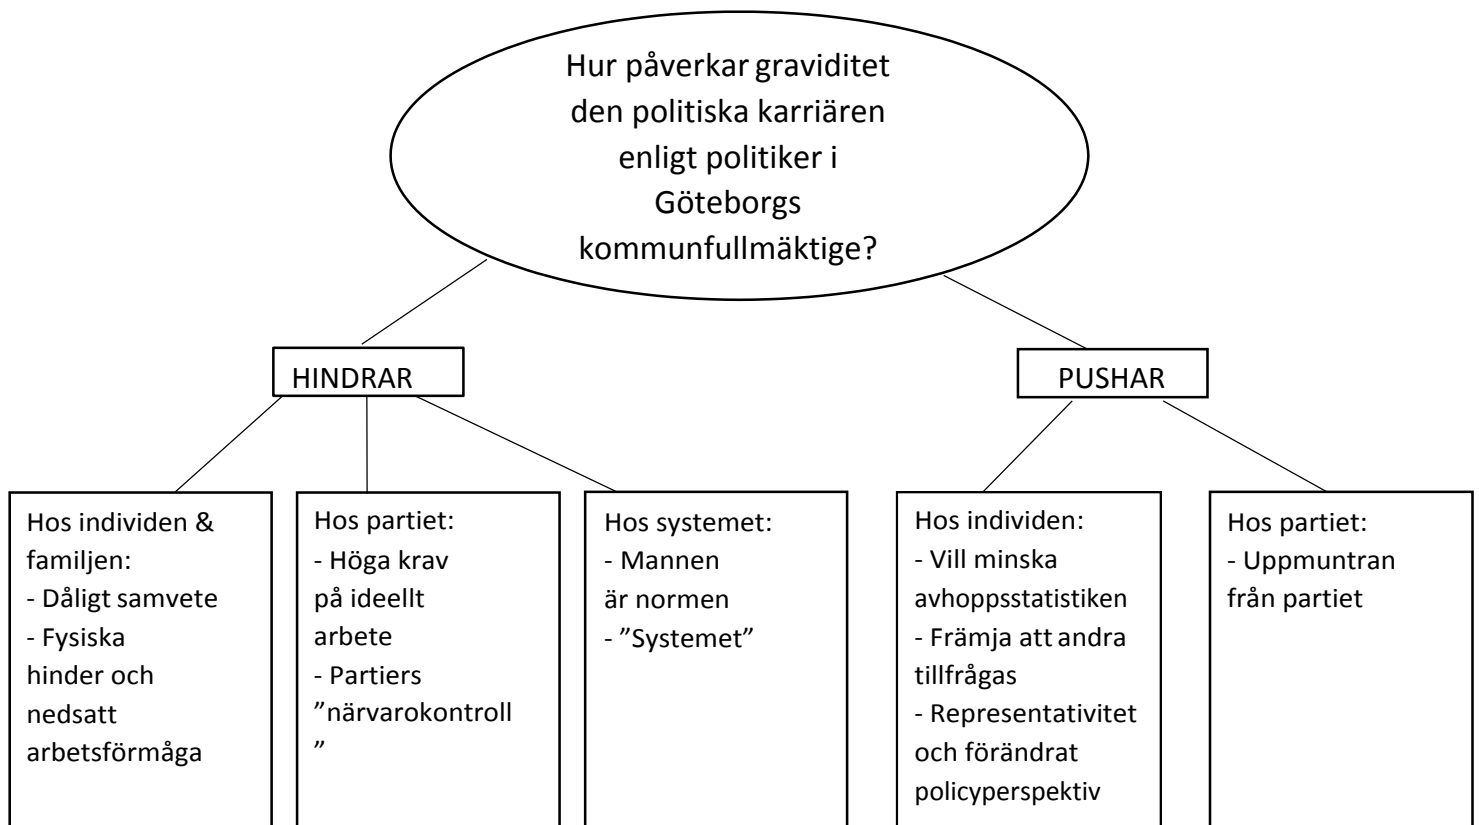 Hur påverkar graviditet
den politiska karriären
enligt politiker i
Göteborgs
kommunfullmäktige?
HINDRAR
PUSHAR
Hos individen &
familjen:
- Dåligt samvete
- Fysiska
hinder och
nedsatt
arbetsförmåga
Hos partiet:
- Höga krav
på ideellt
arbete
- Partiers
”närvarokontroll
”
Hos systemet:
- Mannen
är normen
- ”Systemet”
Hos individen:
- Vill minska
avhoppsstatistiken
- Främja att andra
tillfrågas
- Representativitet
och förändrat
policyperspektiv
Hos partiet:
- Uppmuntran
från partiet